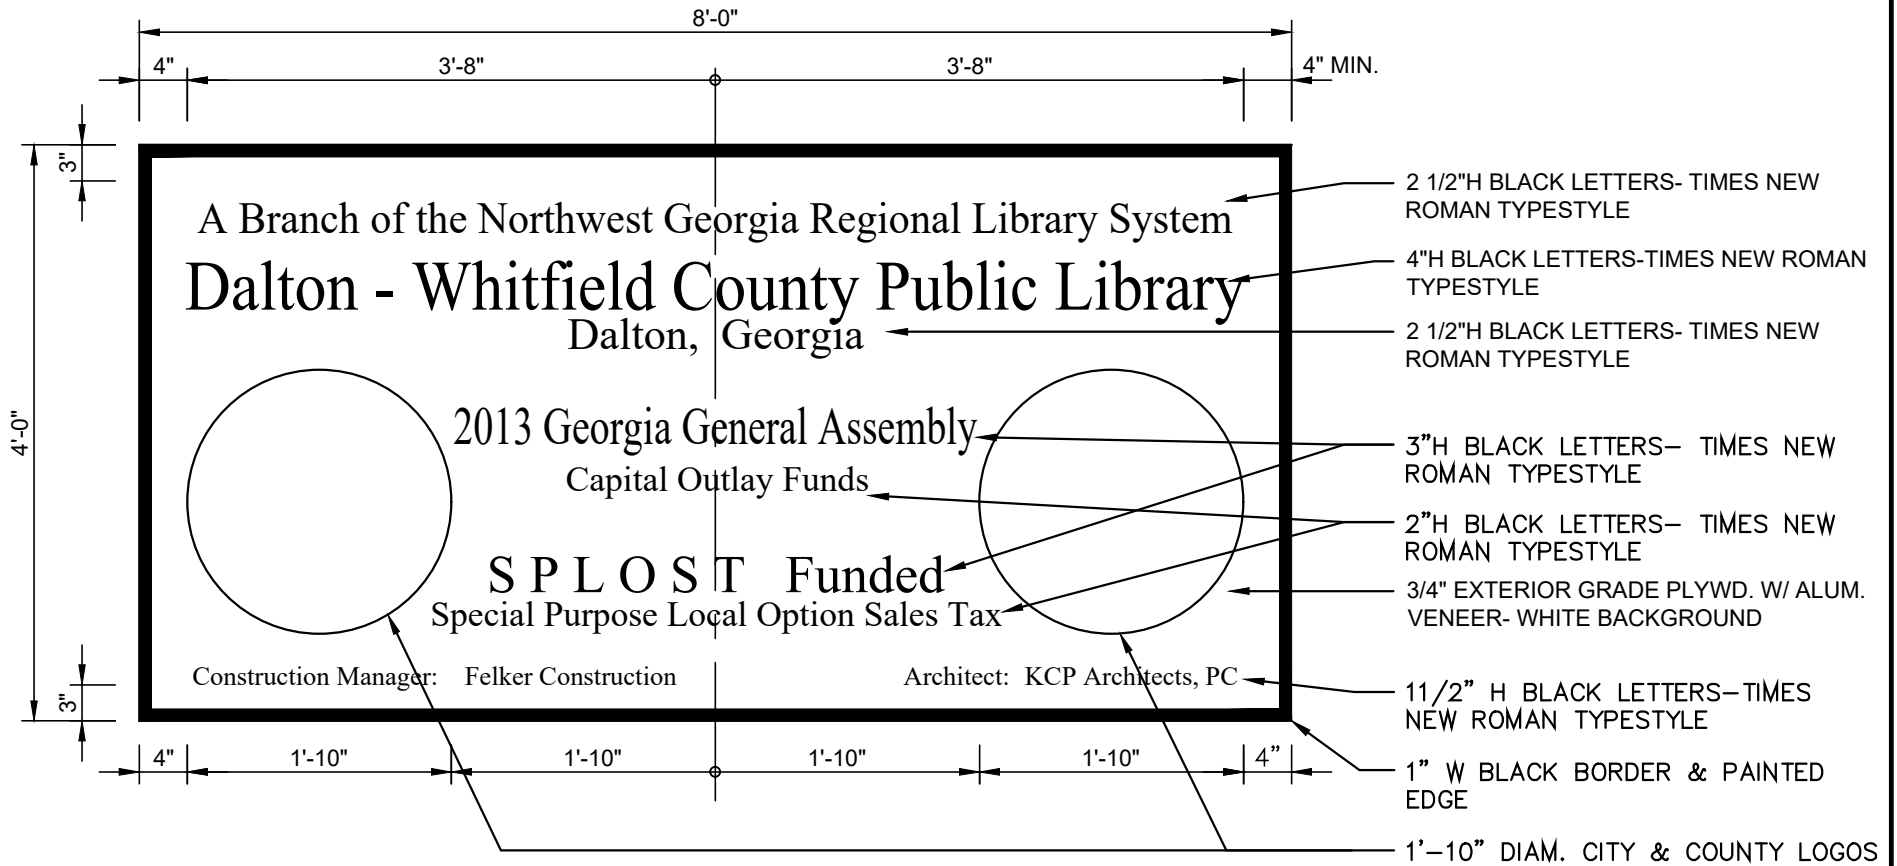 8'-0"
4"
3'-8"
3'-8"
4" MIN.
3"
4'-0"
3"
A Branch of the Northwest Georgia Regional Library System
Dalton - Whitfield County Public Library
Dalton, Georgia
2013 Georgia General Assembly
Capital Outlay Funds
S P L O S T Funded
Special Purpose Local Option Sales Tax
Construction Manager: Felker Construction
Architect: KCP Architects, PC
4"
1'-10"
1'-10"
1'-10"
1'-10"
4”
2 1/2"H BLACK LETTERS- TIMES NEW
ROMAN TYPESTYLE
4"H BLACK LETTERS-TIMES NEW ROMAN
TYPESTYLE
2 1/2"H BLACK LETTERS- TIMES NEW
ROMAN TYPESTYLE
3”H BLACK LETTERS– TIMES NEW
ROMAN TYPESTYLE
2”H BLACK LETTERS– TIMES NEW
ROMAN TYPESTYLE
3/4" EXTERIOR GRADE PLYWD. W/ ALUM.
VENEER- WHITE BACKGROUND
11/2” H BLACK LETTERS–TIMES
NEW ROMAN TYPESTYLE
1” W BLACK BORDER & PAINTED
EDGE
1’–10” DIAM. CITY & COUNTY LOGOS